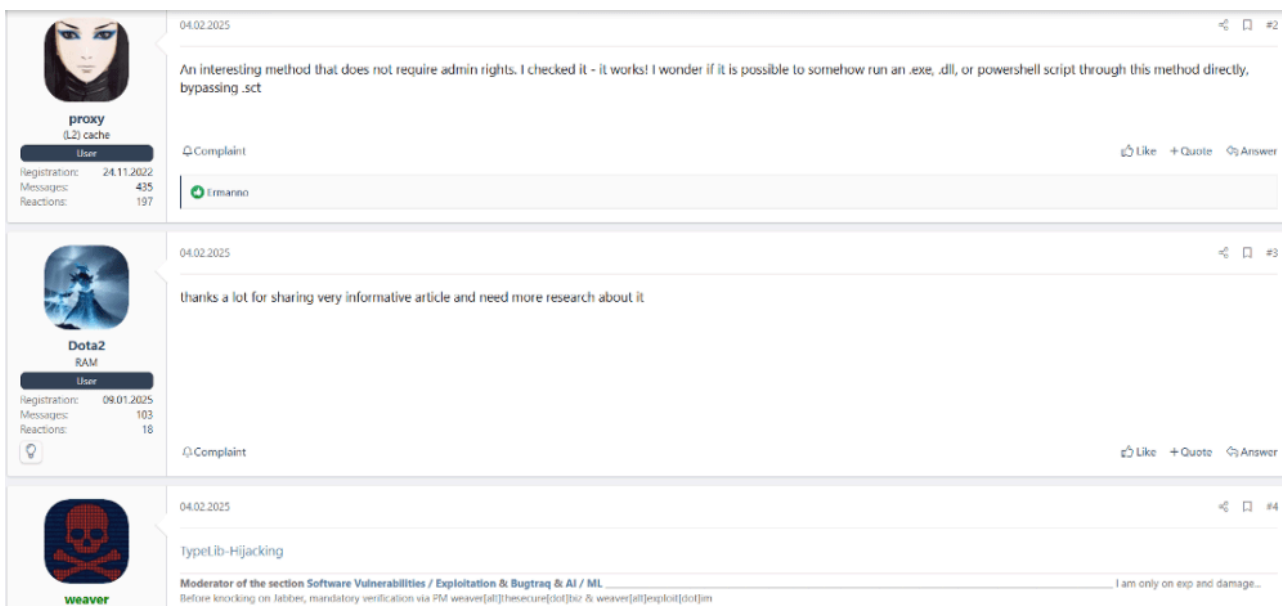 04.02.2025
#2
An interesting method that does not require admin rights. I checked it - it works! I wonder if it is possible to somehow run an .exe, .dll, or powershell script through this method directly,
bypassing .sct
proxy
(L2) cache
User
Registration: 24.11.2022
Messages: 435
Reactions: 197
Complaint
Like + Quote Answer
Ermanno
04.02.2025
#3
thanks a lot for sharing very informative article and need more research about it
Dota2
RAM
User
Registration: 09.01.2025
Messages: 103
Reactions: 18
Complaint
Like + Quote Answer
04.02.2025
#4
TypeLib-Hijacking
Moderator of the section Software Vulnerabilities / Exploitation & Bugtraq & AI / ML I am only on exp and damage...
Before knocking on Jabber, mandatory verification via PM weaver[alt]thesecure[dot]biz & weaver[alt]exploit[dot]im
weaver